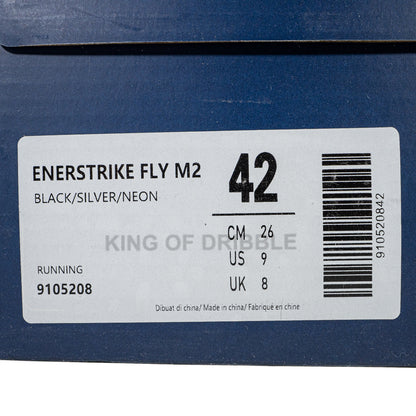 ENERSTRIKE FLY M2
BLACK/SILVER/NEON
42
CM 26
US 9
UK 8
KING OF DRIBBLE
RUNNING
9105208
Dibuat di china/ Made in china/ Fabriqué en chine
910520842